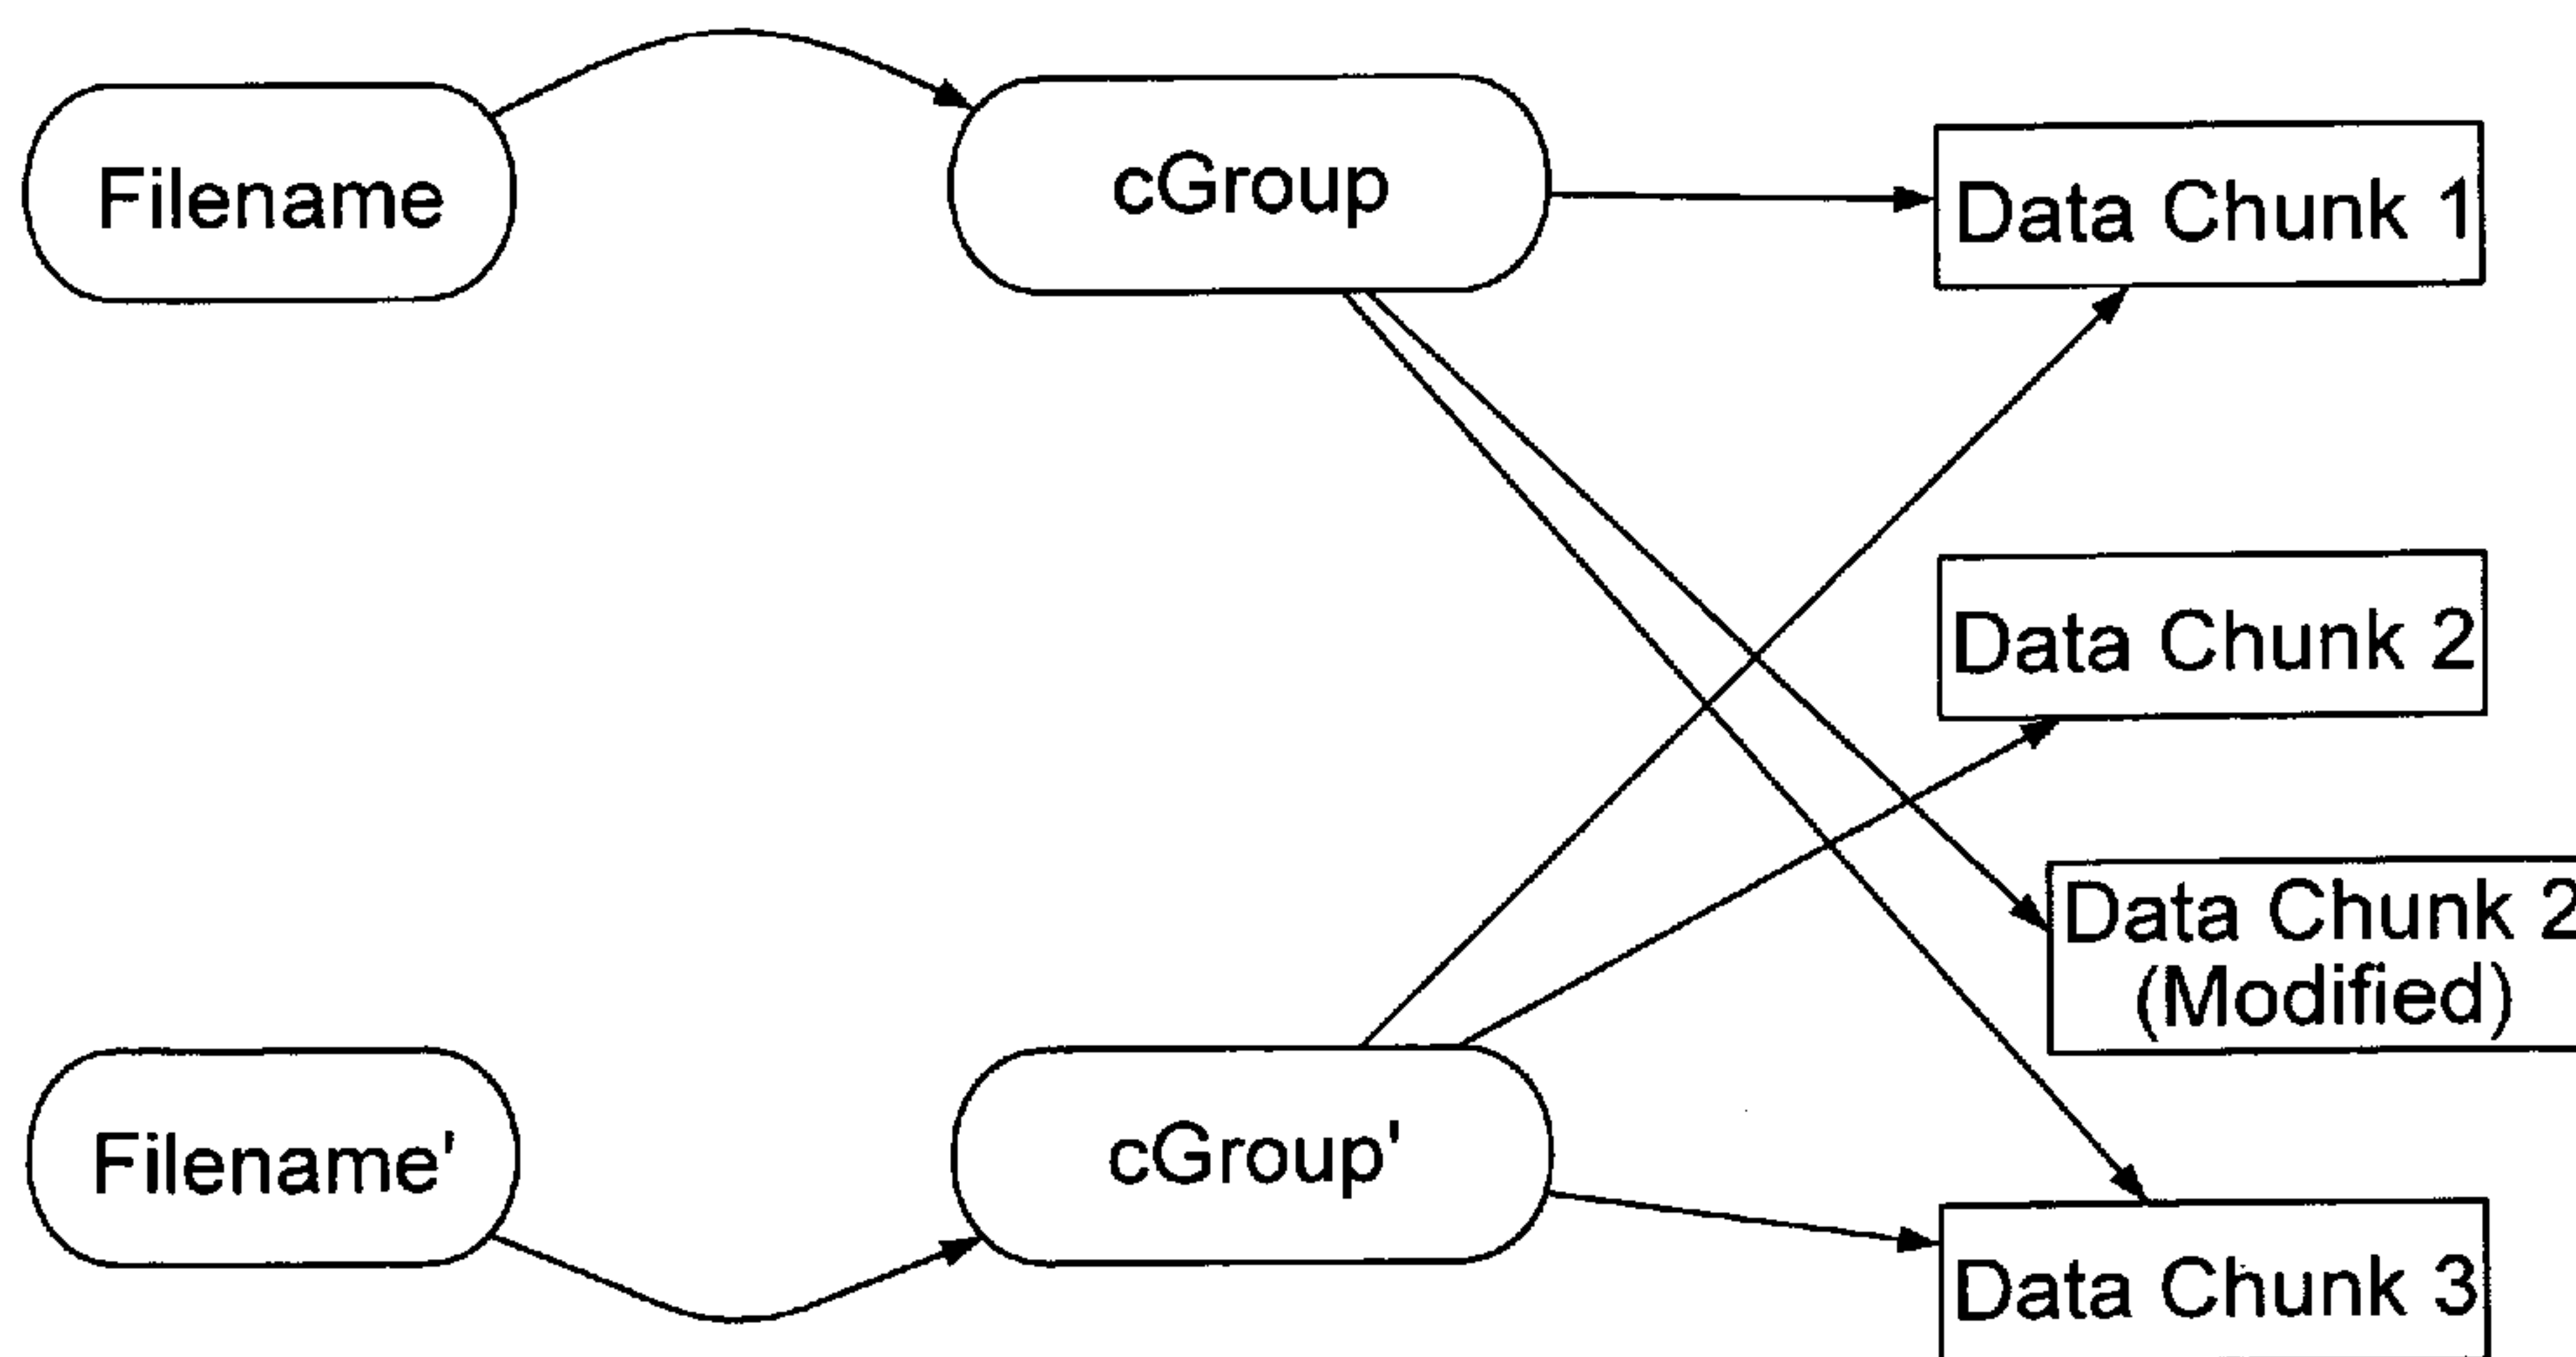 Filename
cGroup
Data Chunk 1
Data Chunk 2
Data Chunk 2
(Modified)
Filename'
cGroup'
Data Chunk 3